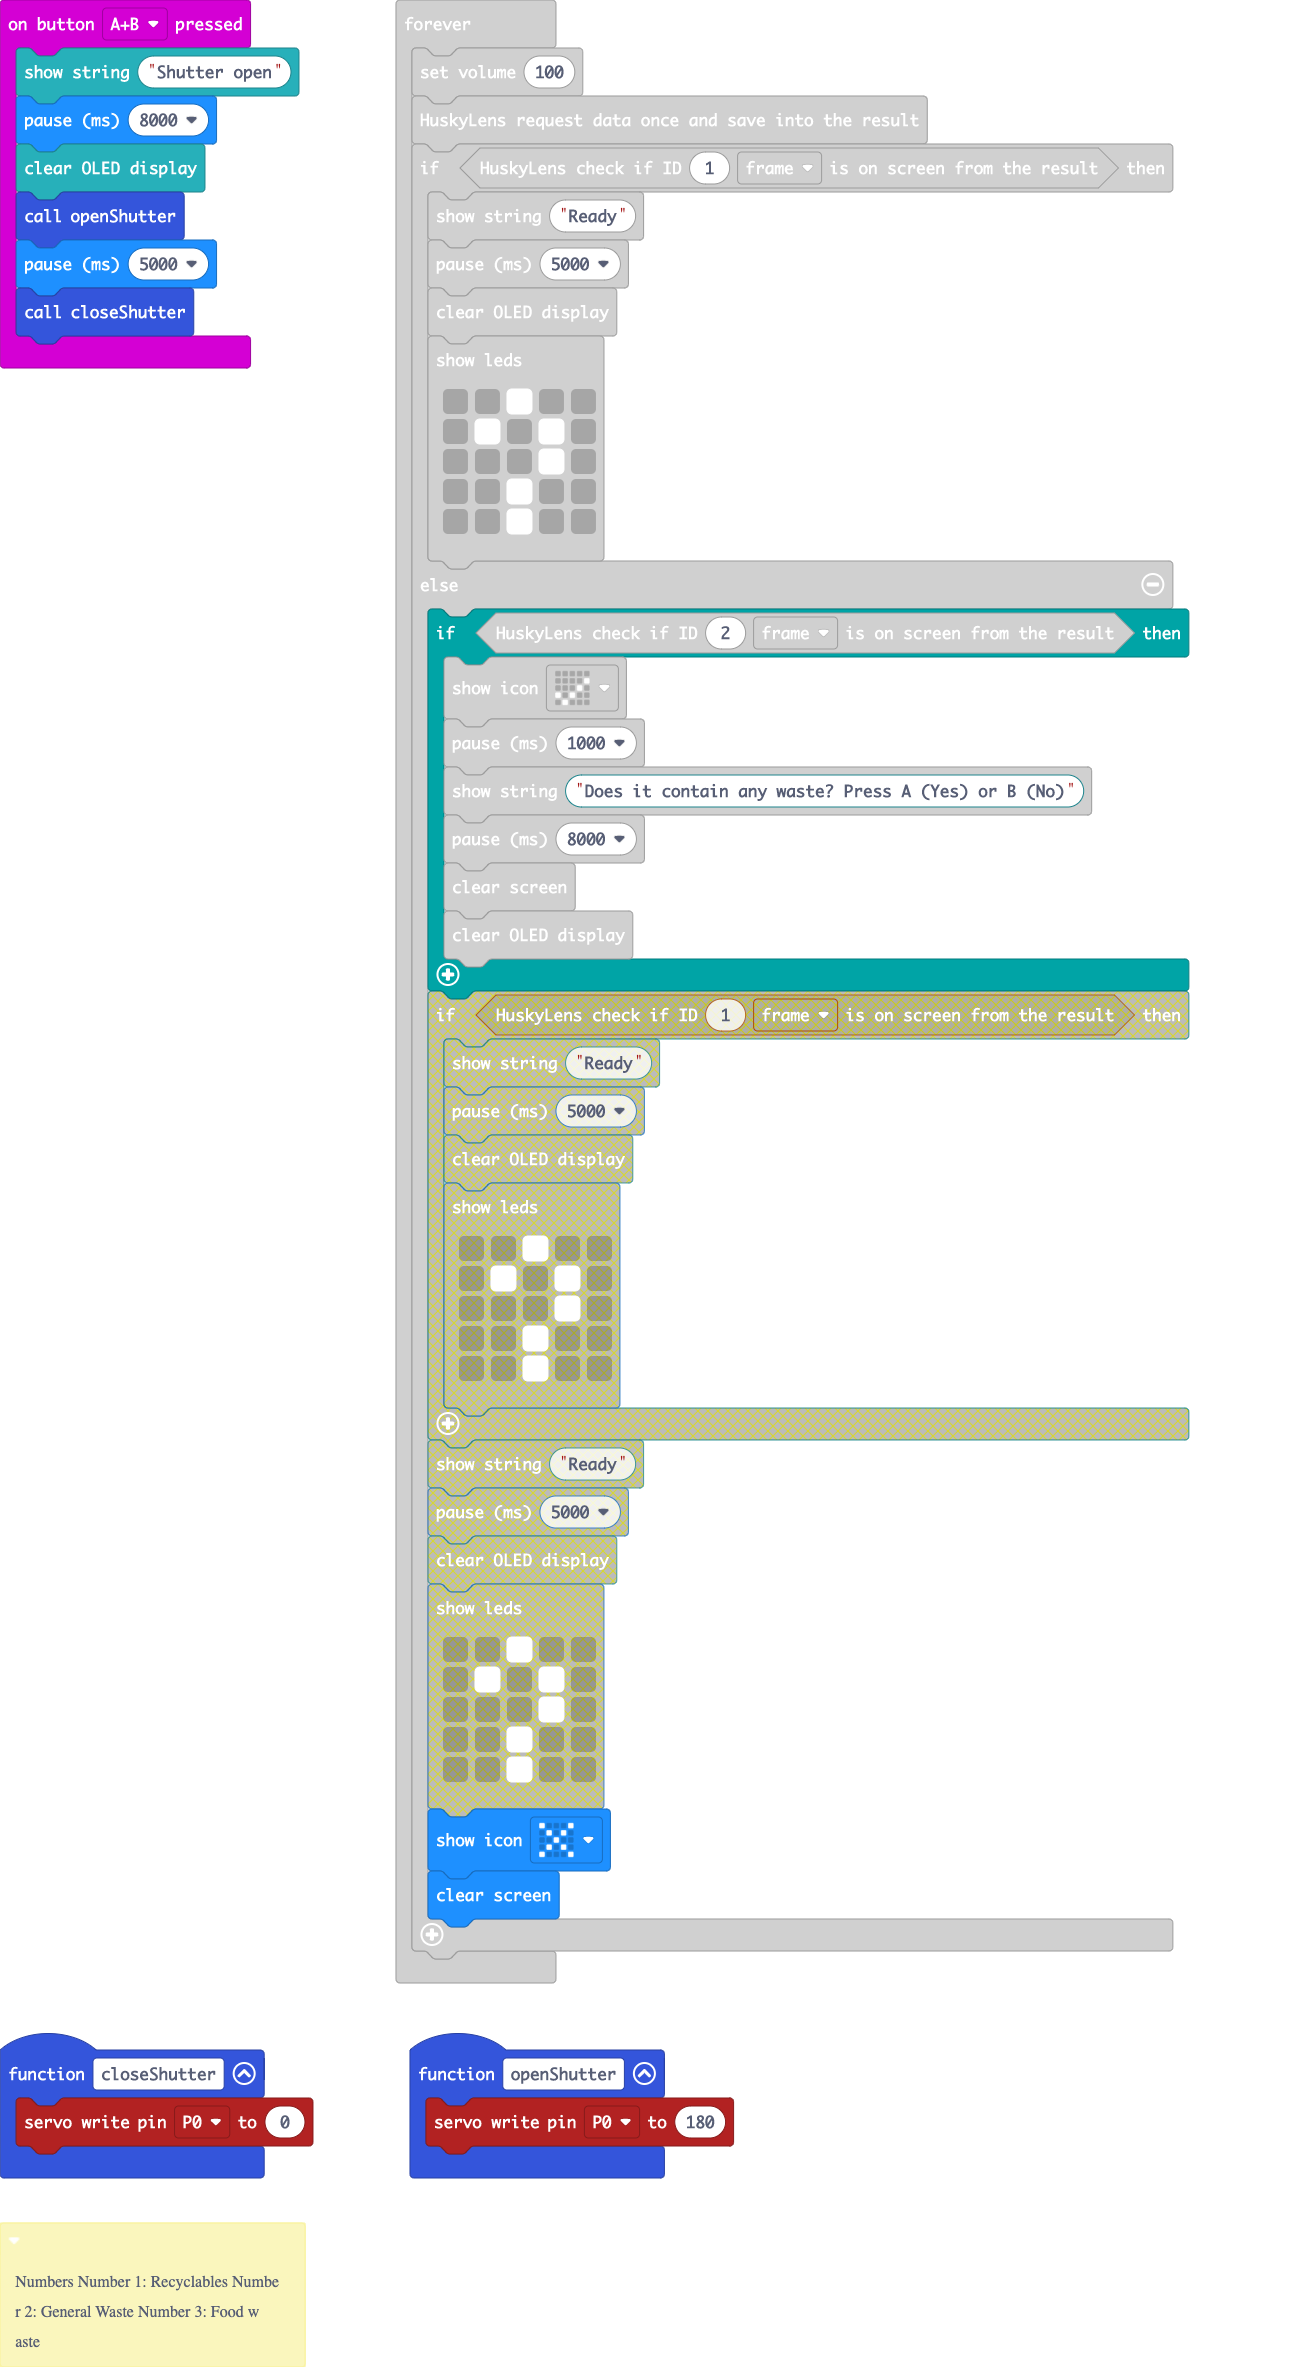 on button A+B pressed
show string "Shutter open"
pause (ms) 8000
clear OLED display
call openShutter
pause (ms) 5000
call closeShutter
forever
set volume 100
HuskyLens request data once and save into the result
if HuskyLens check if ID 1 frame is on screen from the result then
show string "Ready"
pause (ms) 5000
clear OLED display
show leds
else
if HuskyLens check if ID 2 frame is on screen from the result then
show icon
pause (ms) 1000
show string "Does it contain any waste? Press A (Yes) or B (No)"
pause (ms) 8000
clear screen
clear OLED display
if HuskyLens check if ID 1 frame is on screen from the result then
show string "Ready"
pause (ms) 5000
clear OLED display
show leds
show string "Ready"
pause (ms) 5000
clear OLED display
show leds
show icon
clear screen
function closeShutter
servo write pin P0 to 0
function openShutter
servo write pin P0 to 180
Numbers Number 1: Recyclables Numbe
r 2: General Waste Number 3: Food w
aste